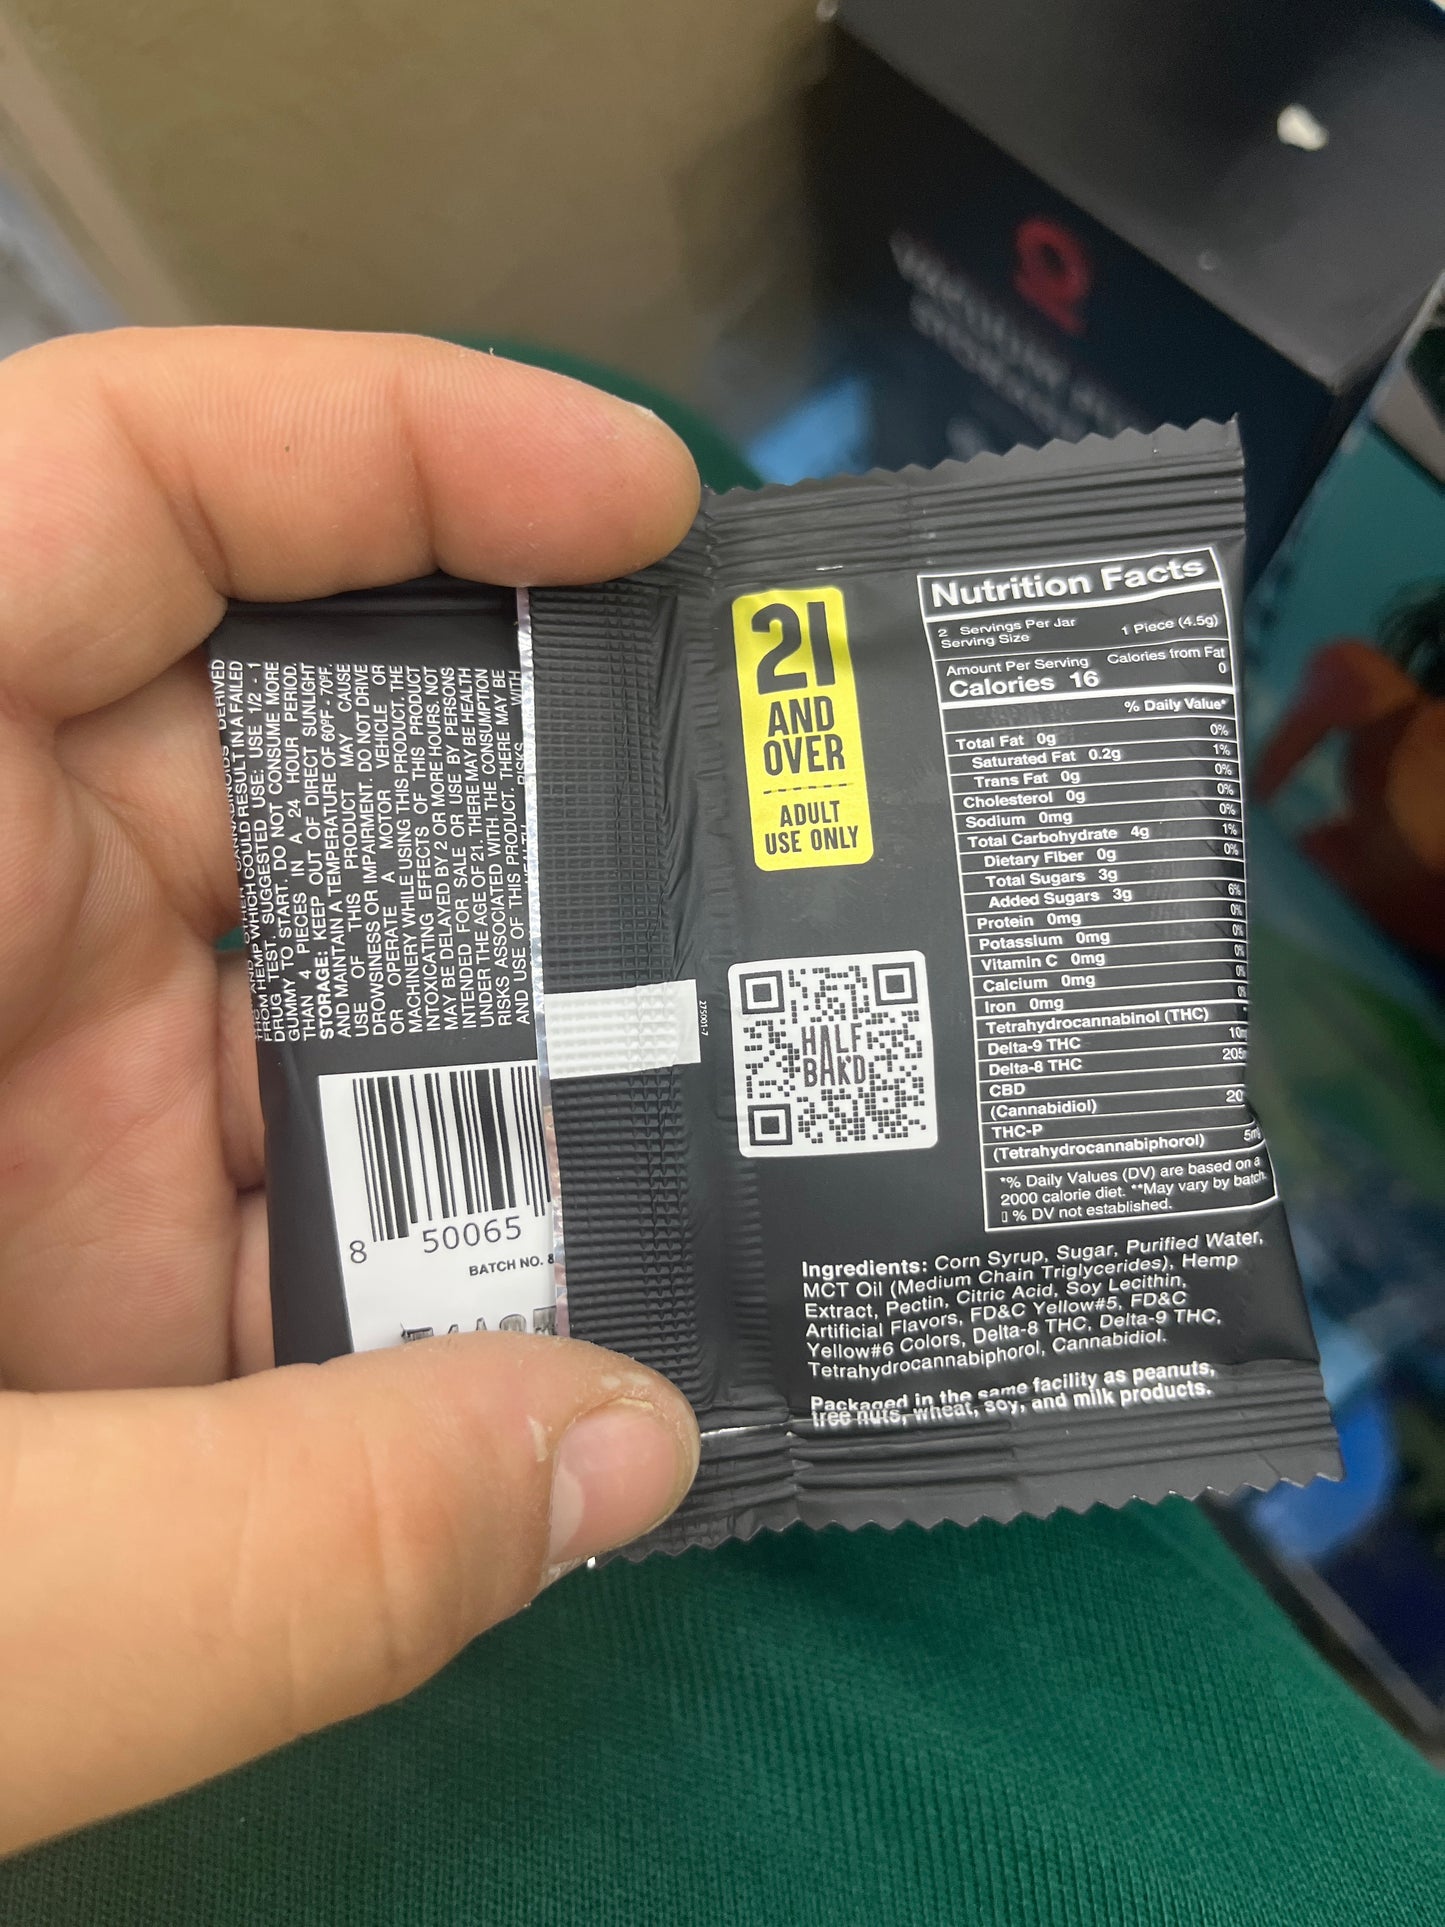 FROM HEMP WHICH COULD RESULT IN A FAILED
DRUG TEST. SUGGESTED USE: USE 1/2 - 1
GUMMY TO START. DO NOT CONSUME MORE
THAN 4 PIECES IN A 24 HOUR PERIOD.
STORAGE: KEEP OUT OF DIRECT SUNLIGHT
AND MAINTAIN A TEMPERATURE OF 60ºF - 70ºF.
USE OF THIS PRODUCT MAY CAUSE
DROWSINESS OR IMPAIRMENT. DO NOT DRIVE
OR OPERATE A MOTOR VEHICLE OR
MACHINERY WHILE USING THIS PRODUCT. THE
INTOXICATING EFFECTS OF THIS PRODUCT
MAY BE DELAYED BY 2 OR MORE HOURS. NOT
INTENDED FOR SALE OR USE BY PERSONS
UNDER THE AGE OF 21. THERE MAY BE HEALTH
RISKS ASSOCIATED WITH THE CONSUMPTION
AND USE OF THIS PRODUCT. THERE MAY BE
8 50065
BATCH NO.
275001-7
21
AND
OVER
ADULT
USE ONLY
HALF
BAK'D
Nutrition Facts
2 Servings Per Jar
Serving Size 1 Piece (4.5g)
Amount Per Serving Calories from Fat
Calories 16 0
% Daily Value*
Total Fat 0g 0%
Saturated Fat 0.2g 1%
Trans Fat 0g 0%
Cholesterol 0g 0%
Sodium 0mg 0%
Total Carbohydrate 4g 1%
Dietary Fiber 0g 0%
Total Sugars 3g
Added Sugars 3g 6%
Protein 0mg 0%
Potassium 0mg 0%
Vitamin C 0mg 0%
Calcium 0mg 0%
Iron 0mg 0%
Tetrahydrocannabinol (THC)
Delta-9 THC 10m
Delta-8 THC 205
CBD
(Cannabidiol) 20
THC-P
(Tetrahydrocannabiphorol) 5m
*% Daily Values (DV) are based on a
2000 calorie diet. **May vary by batch.
▯ % DV not established.
Ingredients: Corn Syrup, Sugar, Purified Water,
MCT Oil (Medium Chain Triglycerides), Hemp
Extract, Pectin, Citric Acid, Soy Lecithin,
Artificial Flavors, FD&C Yellow#5, FD&C
Yellow#6 Colors, Delta-8 THC, Delta-9 THC,
Tetrahydrocannabiphorol, Cannabidiol.
Packaged in the same facility as peanuts,
tree nuts, wheat, soy, and milk products.